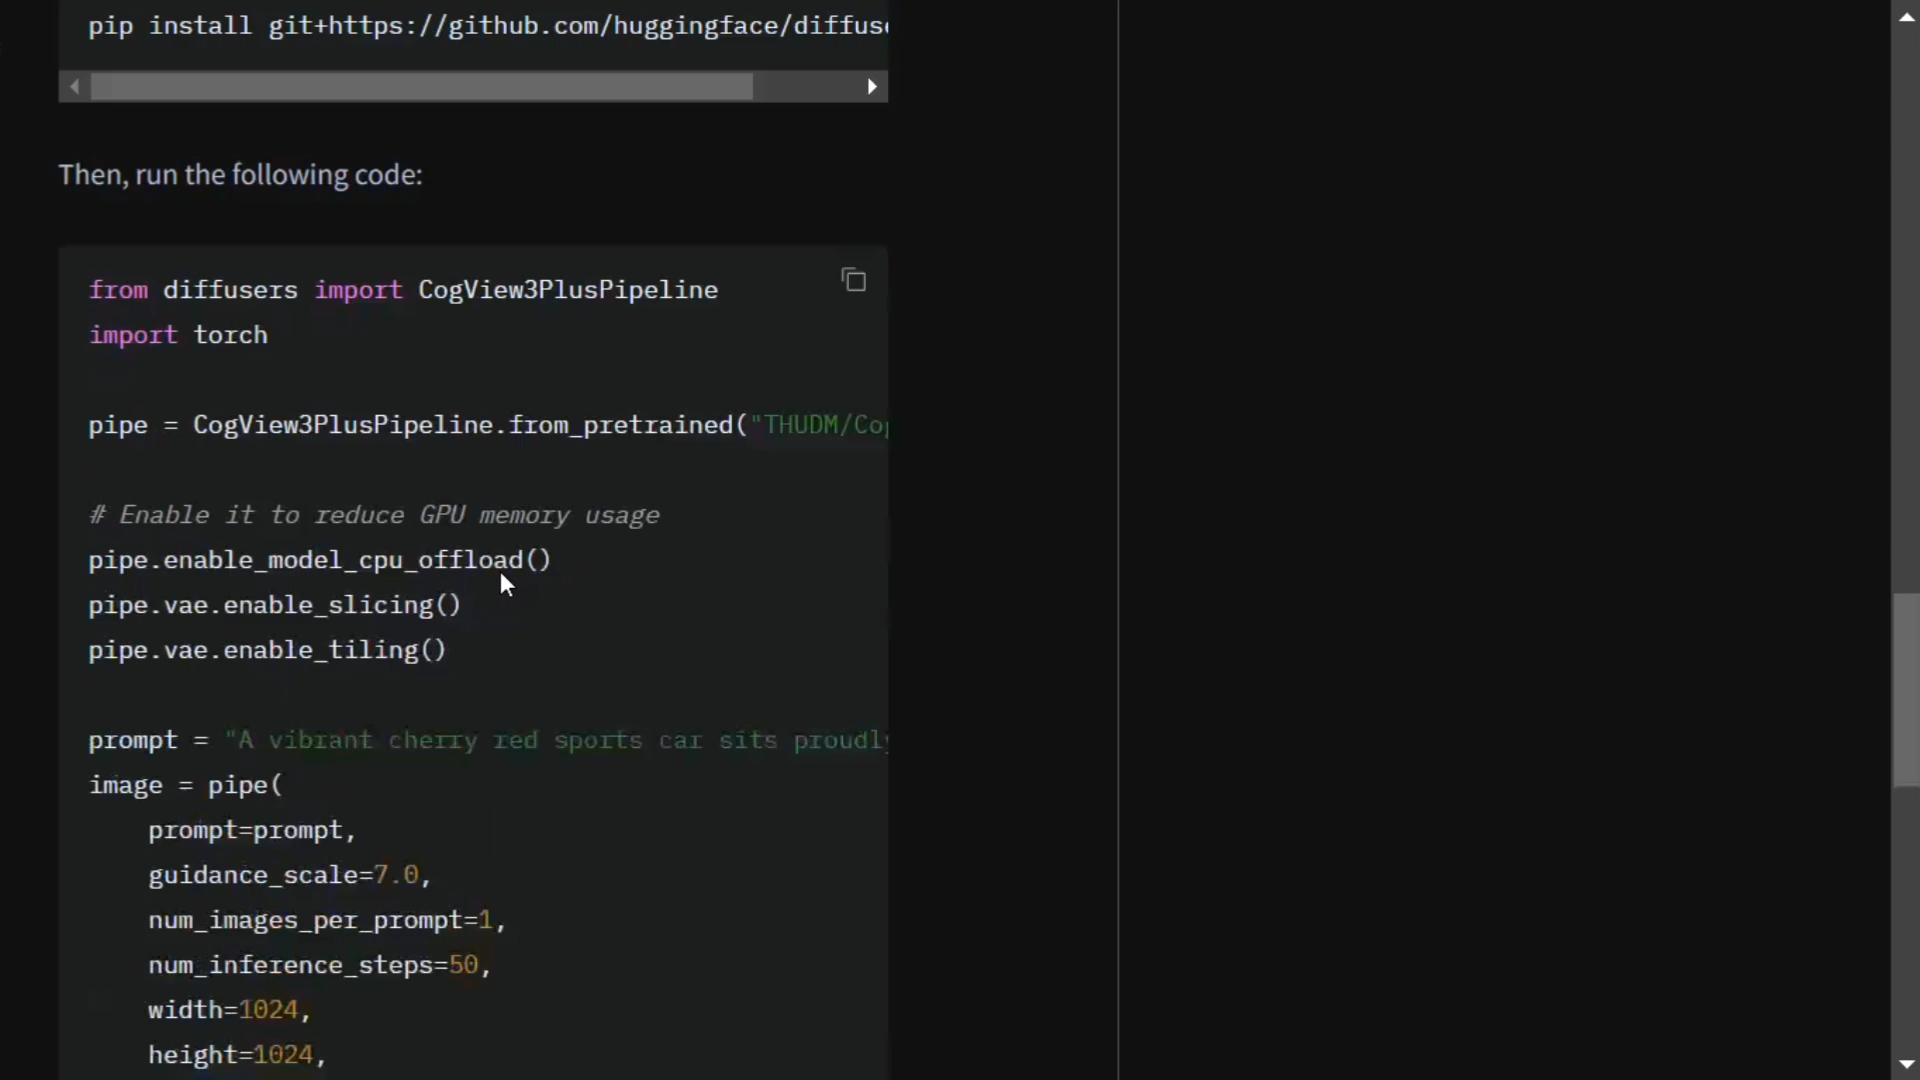 pip install git+https://github.com/huggingface/diffus
Then, run the following code:
from diffusers import CogView3PlusPipeline
import torch
pipe = CogView3PlusPipeline.from_pretrained("THUDM/Co
# Enable it to reduce GPU memory usage
pipe.enable_model_cpu_offload()
pipe.vae.enable_slicing()
pipe.vae.enable_tiling()
prompt = "A vibrant cherry red sports car sits proudly
image = pipe(
    prompt=prompt,
    guidance_scale=7.0,
    num_images_per_prompt=1,
    num_inference_steps=50,
    width=1024,
    height=1024,